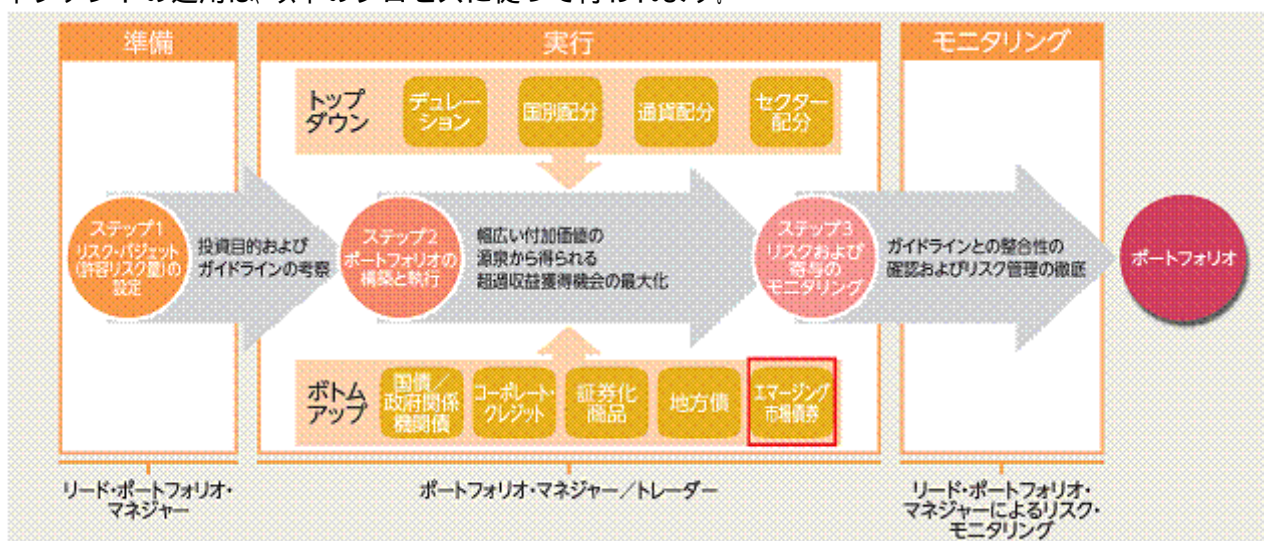 準備
実行
モニタリング
トップ
ダウン
デュレー
ション
国別配分
通貨配分
セクター
配分
ステップ1
リスク・バジェット
(許容リスク量)の
設定
投資目的および
ガイドラインの考察
ステップ2
ポートフォリオの
構築と執行
幅広い付加価値の
源泉から得られる
超過収益獲得機会の最大化
ステップ3
リスクおよび
寄与の
モニタリング
ガイドラインとの整合性の
確認およびリスク管理の徹底
ポートフォリオ
ボトム
アップ
国債/
政府関係
機関債
コーポレート・
クレジット
証券化
商品
地方債
エマージング
市場債券
リード・ポートフォリオ・
マネジャー
ポートフォリオ・マネジャー/トレーダー
リード・ポートフォリオ・
マネジャーによるリスク・
モニタリング